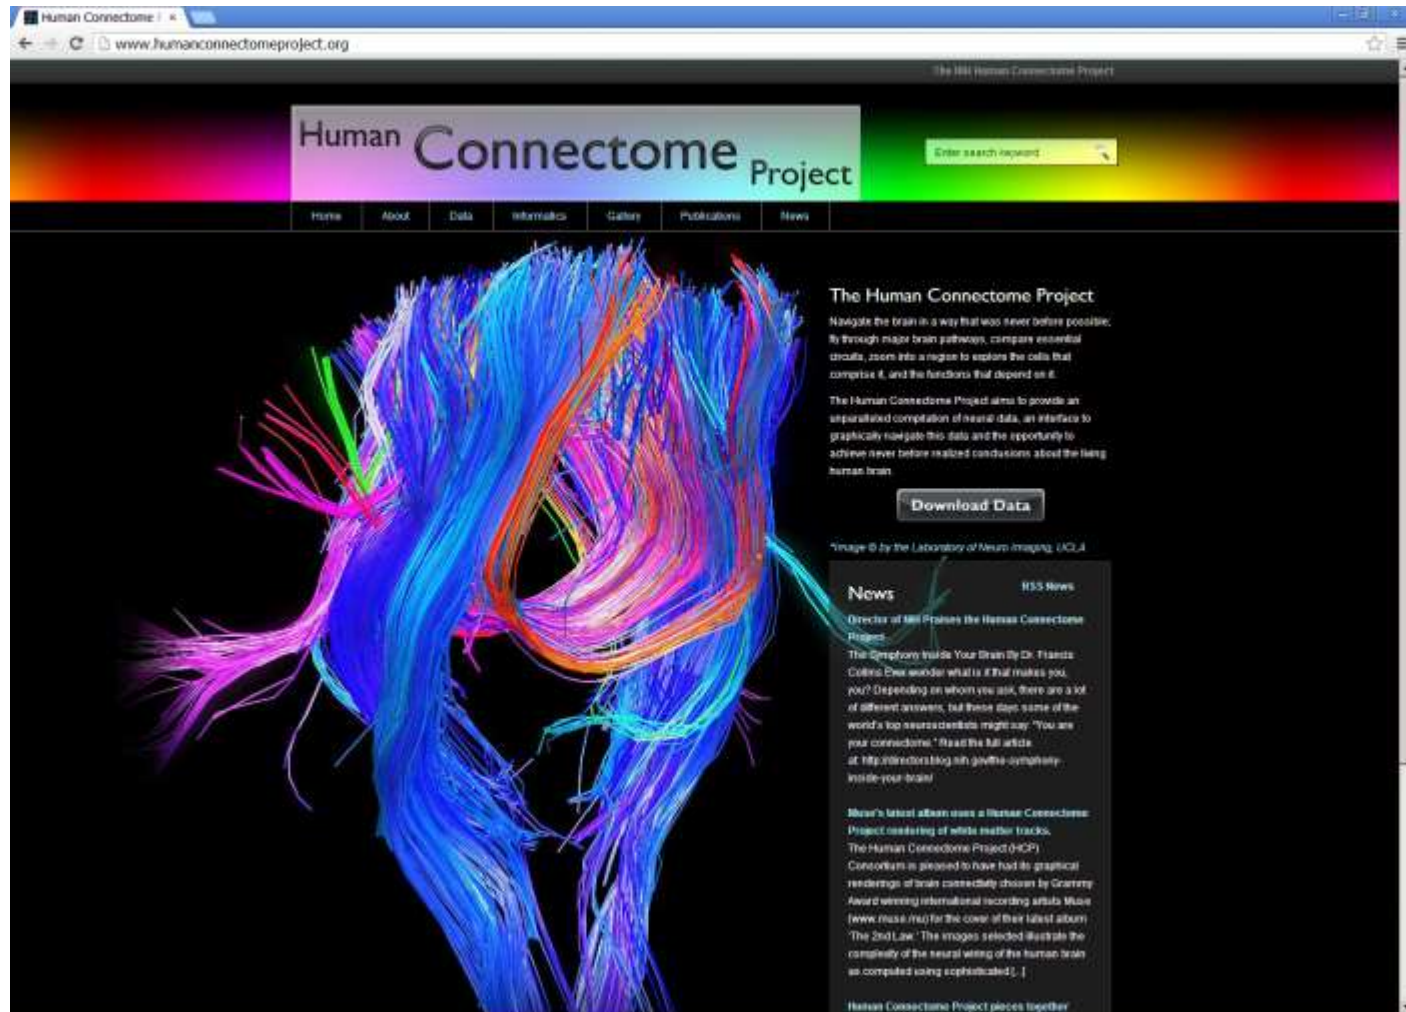 Human Connectome
www.humanconnectomeproject.org
The NIH Human Connectome Project
Human Connectome Project
Enter search keyword
Home About Data Informatics Gallery Publications News
The Human Connectome Project
Navigate the brain in a way that was never before possible;
fly through major brain pathways, compare essential
circuits, zoom into a region to explore the cells that
comprise it, and the functions that depend on it.
The Human Connectome Project aims to provide an
unparalleled compilation of neural data, an interface to
graphically navigate this data and the opportunity to
achieve never before realized conclusions about the living
human brain.
Download Data
*Image © by the Laboratory of Neuro Imaging, UCLA
News
RSS News
Director of NIH Praises the Human Connectome
Project
The Symphony Inside Your Brain By Dr. Francis
Collins Ever wonder what is it that makes you,
you? Depending on whom you ask, there are a lot
of different answers, but these days some of the
world's top neuroscientists might say: "You are
your connectome." Read the full article
at: http://directorsblog.nih.gov/the-symphony-
inside-your-brain/
Muse's latest album uses a Human Connectome
Project rendering of white matter tracks.
The Human Connectome Project (HCP)
Consortium is pleased to have had its graphical
renderings of brain connectivity chosen by Grammy
Award winning international recording artists Muse
(www.muse.mu) for the cover of their latest album
'The 2nd Law.' The images selected illustrate the
complexity of the neural wiring of the human brain
as computed using sophisticated [...]
Human Connectome Project pieces together